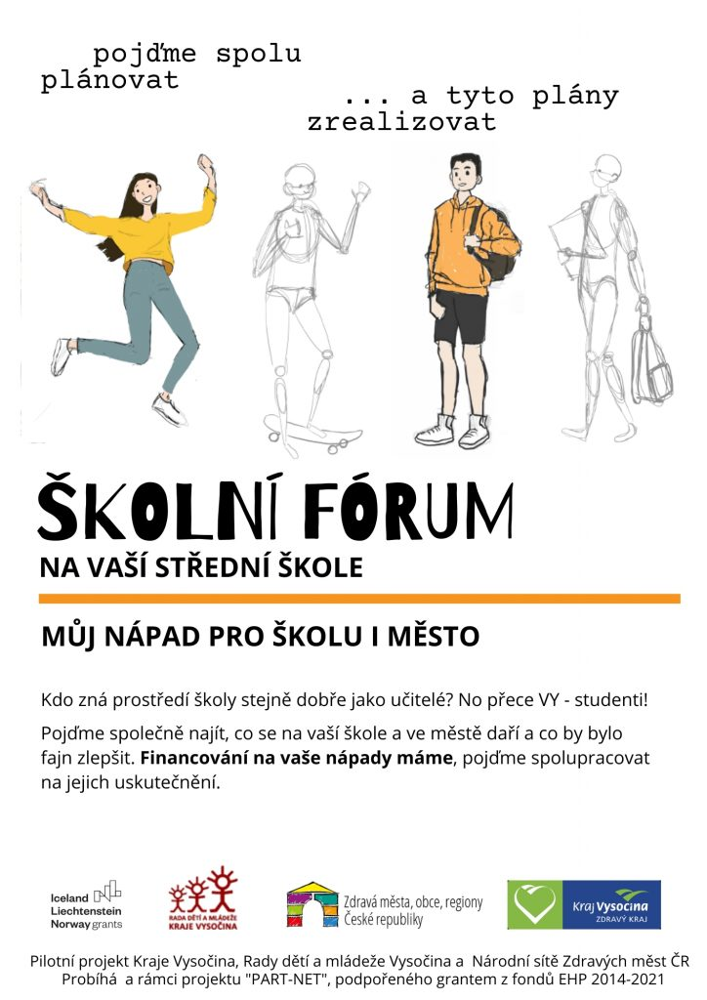 pojďme spolu
plánovat
... a tyto plány
zrealizovat
ŠKOLNÍ FÓRUM
NA VAŠÍ STŘEDNÍ ŠKOLE
MŮJ NÁPAD PRO ŠKOLU I MĚSTO
Kdo zná prostředí školy stejně dobře jako učitelé? No přece VY - studenti!
Pojďme společně najít, co se na vaší škole a ve městě daří a co by bylo
fajn zlepšit. Financování na vaše nápady máme, pojďme spolupracovat
na jejich uskutečnění.
Iceland
Liechtenstein
Norway grants
RADA DĚTÍ A MLÁDEŽE
KRAJE VYSOČINA
Zdravá města, obce, regiony
České republiky
Kraj Vysočina
ZDRAVÝ KRAJ
Pilotní projekt Kraje Vysočina, Rady dětí a mládeže Vysočina a Národní sítě Zdravých měst ČR
Probíhá a rámci projektu "PART-NET", podpořeného grantem z fondů EHP 2014-2021